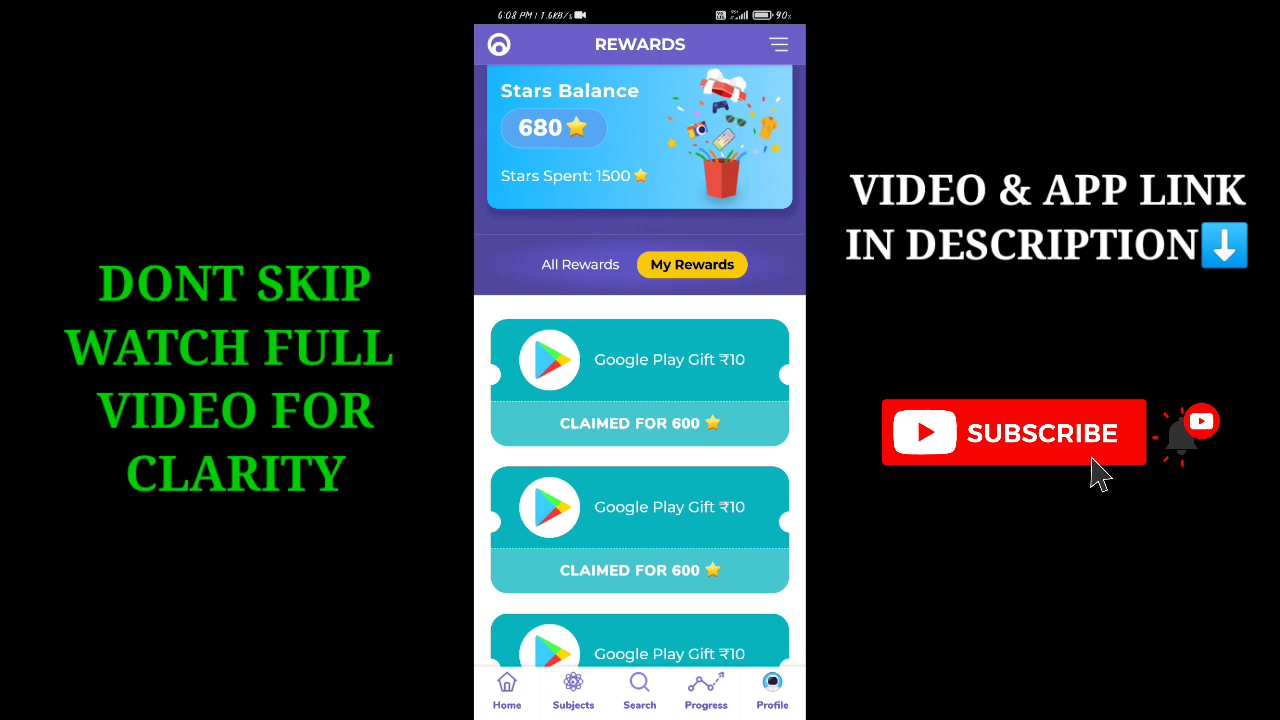 6:08 PM | 1.6KB/s
90%
REWARDS
Stars Balance
680
Stars Spent: 1500
All Rewards
My Rewards
Google Play Gift ₹10
CLAIMED FOR 600
Google Play Gift ₹10
CLAIMED FOR 600
Google Play Gift ₹10
Home
Subjects
Search
Progress
Profile
DONT SKIP
WATCH FULL
VIDEO FOR
CLARITY
VIDEO & APP LINK
IN DESCRIPTION⬇️
SUBSCRIBE